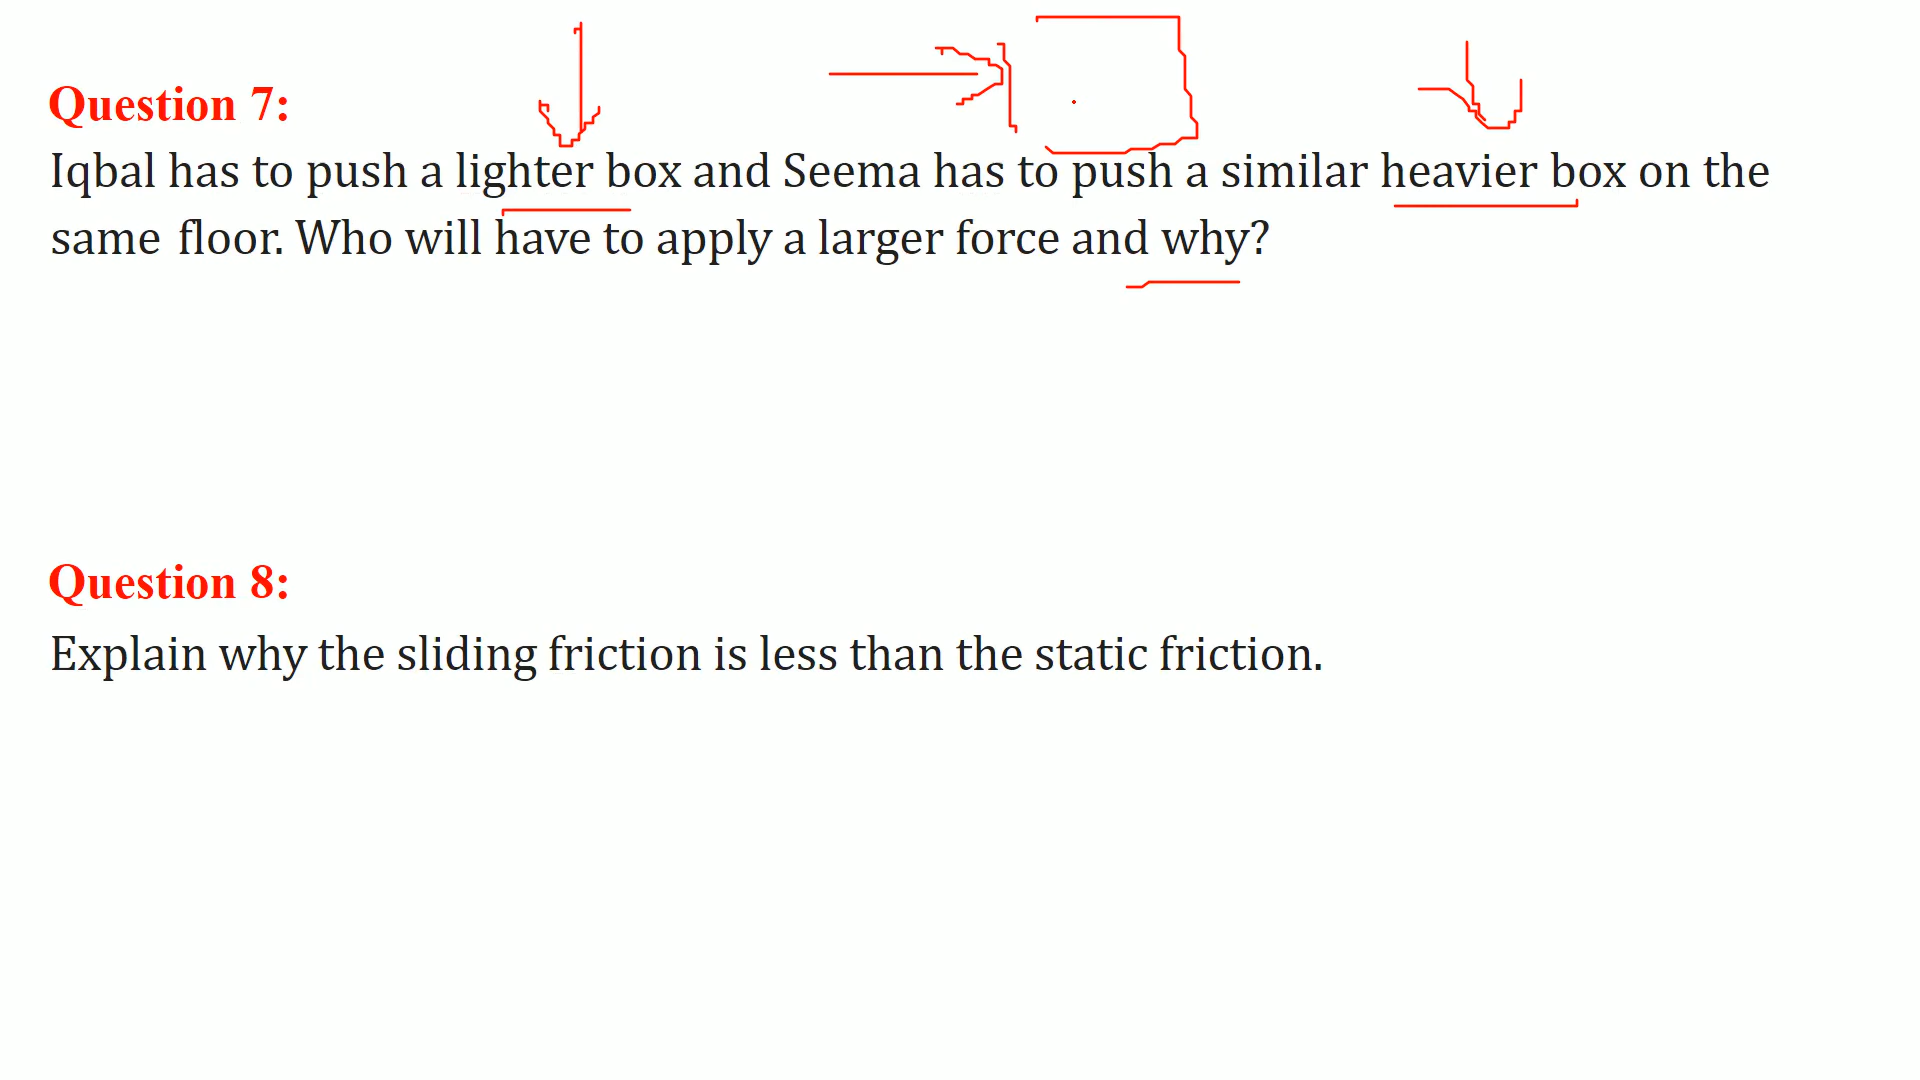 Question 7:
Iqbal has to push a lighter box and Seema has to push a similar heavier box on the
same floor. Who will have to apply a larger force and why?
Question 8:
Explain why the sliding friction is less than the static friction.